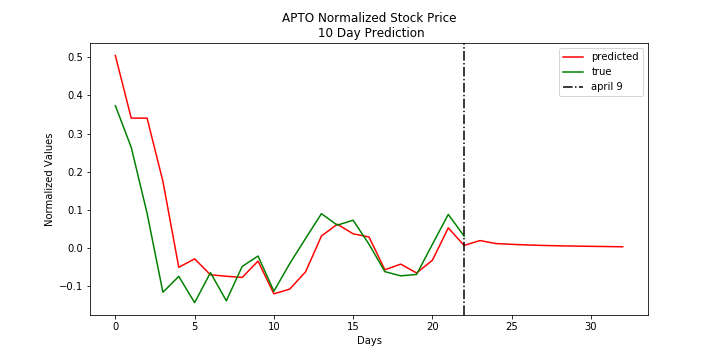 APTO Normalized Stock Price
10 Day Prediction
predicted
true
april 9
Normalized Values
0.5
0.4
0.3
0.2
0.1
0.0
−0.1
0 5 10 15 20 25 30
Days